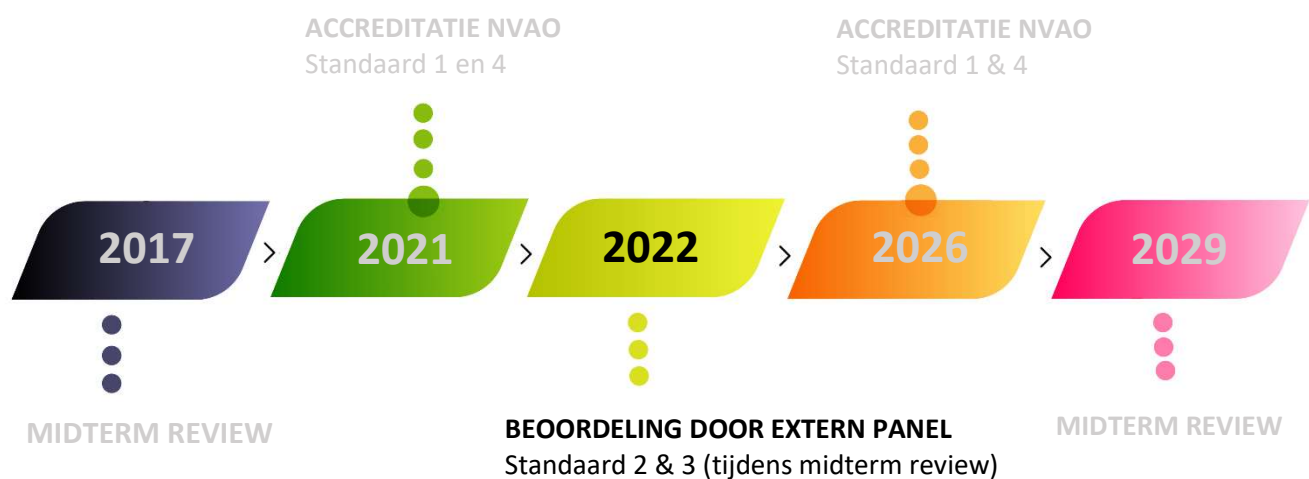 ACCREDITATIE NVAO
Standaard 1 en 4
ACCREDITATIE NVAO
Standaard 1 & 4
2017
2021
2022
2026
2029
MIDTERM REVIEW
BEOORDELING DOOR EXTERN PANEL
Standaard 2 & 3 (tijdens midterm review)
MIDTERM REVIEW